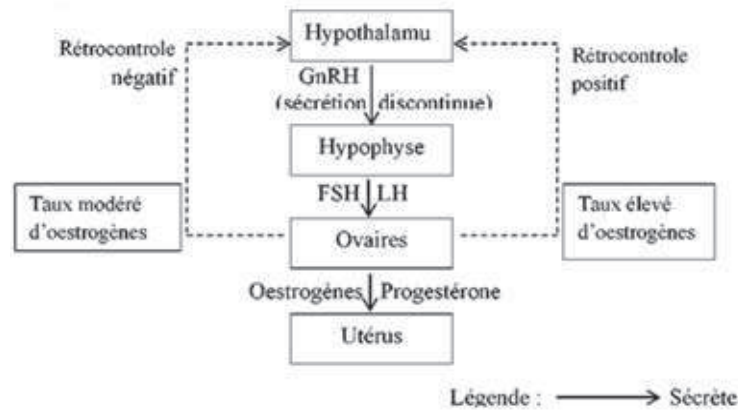 Hypothalamu
Rétrocontrole
négatif
Rétrocontrole
positif
GnRH
(sécrétion discontinue)
Hypophyse
FSH LH
Taux modéré
d'oestrogènes
Taux élevé
d'oestrogènes
Ovaires
Oestrogènes Progestérone
Utérus
Légende : Sécrète